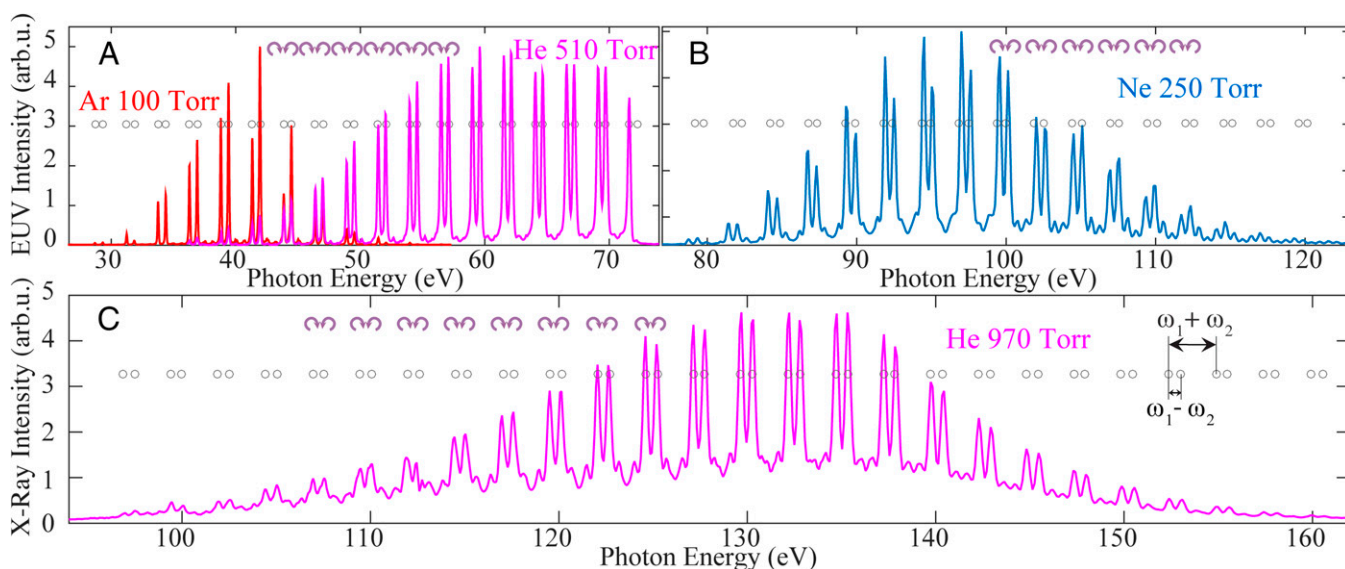 A
He 510 Torr
Ar 100 Torr
EUV Intensity (arb.u.)
5
4
3
2
1
0
30 40 50 60 70
Photon Energy (eV)
B
Ne 250 Torr
80 90 100 110 120
Photon Energy (eV)
C
He 970 Torr
ω1+ ω2
ω1- ω2
X-Ray Intensity (arb.u.)
5
4
3
2
1
0
100 110 120 130 140 150 160
Photon Energy (eV)